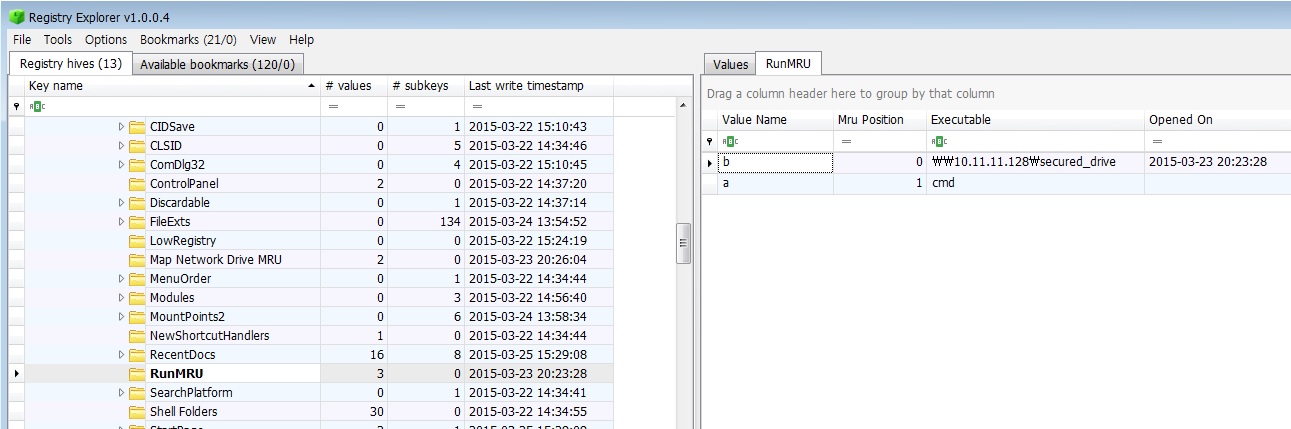 Registry Explorer v1.0.0.4
File Tools Options Bookmarks (21/0) View Help
Registry hives (13) Available bookmarks (120/0)
Key name # values # subkeys Last write timestamp
CIDSave 0 1 2015-03-22 15:10:43
CLSID 0 5 2015-03-22 14:34:46
ComDlg32 0 4 2015-03-22 15:10:45
ControlPanel 2 0 2015-03-22 14:37:20
Discardable 0 2 2015-03-22 14:37:14
FileExts 0 134 2015-03-24 13:54:52
LowRegistry 0 0 2015-03-22 15:24:19
Map Network Drive MRU 2 0 2015-03-23 20:26:04
MenuOrder 0 1 2015-03-22 14:34:44
Modules 0 3 2015-03-22 14:56:40
MountPoints2 0 6 2015-03-24 13:58:34
NewShortcutHandlers 1 0 2015-03-22 14:34:44
RecentDocs 16 8 2015-03-25 15:29:08
RunMRU 3 0 2015-03-23 20:23:28
SearchPlatform 0 1 2015-03-22 14:34:41
Shell Folders 30 0 2015-03-22 14:34:55
Values RunMRU
Drag a column header here to group by that column
Value Name Mru Position Executable Opened On
b 0 ₩₩10.11.11.128₩secured_drive 2015-03-23 20:23:28
a 1 cmd